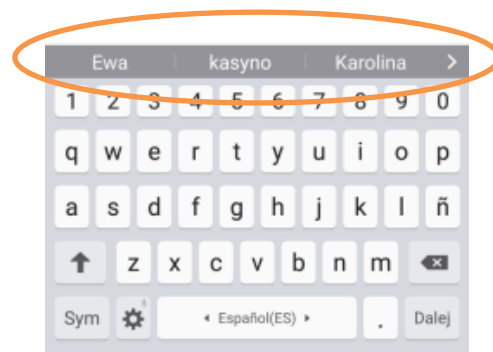 Ewa kasyno Karolina >
1 2 3 4 5 6 7 8 9 0
q w e r t y u i o p
a s d f g h j k l ñ
z x c v b n m
Sym Español(ES) . Dalej